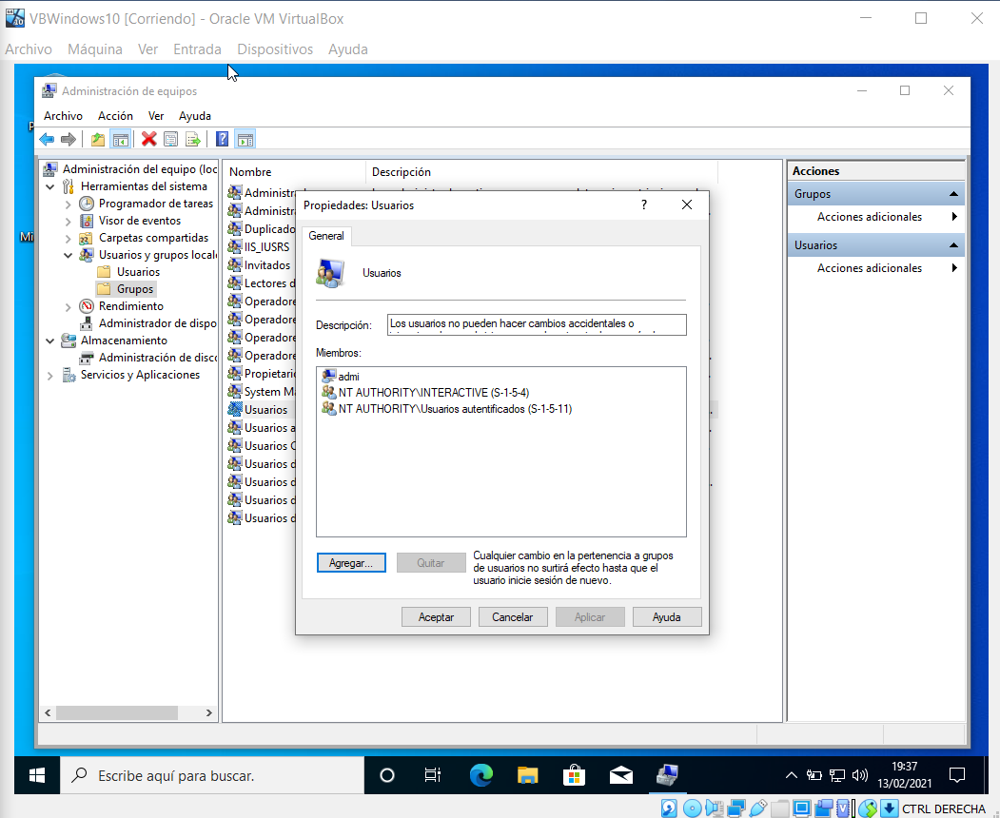 VBWindows10 [Corriendo] - Oracle VM VirtualBox
Archivo Máquina Ver Entrada Dispositivos Ayuda
Administración de equipos
Archivo Acción Ver Ayuda
Administración del equipo (loc
Herramientas del sistema
Programador de tareas
Visor de eventos
Carpetas compartidas
Usuarios y grupos locale
Usuarios
Grupos
Rendimiento
Administrador de dispo
Almacenamiento
Administración de disco
Servicios y Aplicaciones
Nombre Descripción
Administra
Administra
Duplicado
IIS_IUSRS
Invitados
Lectores d
Operadore
Operadore
Operadore
Operadore
Propietario
System Ma
Usuarios
Usuarios a
Usuarios C
Usuarios d
Usuarios d
Usuarios d
Usuarios d
Propiedades: Usuarios ?
General
Usuarios
Descripción: Los usuarios no pueden hacer cambios accidentales o
Miembros:
admi
NT AUTHORITY\INTERACTIVE (S-1-5-4)
NT AUTHORITY\Usuarios autentificados (S-1-5-11)
Agregar... Quitar
Cualquier cambio en la pertenencia a grupos
de usuarios no surtirá efecto hasta que el
usuario inicie sesión de nuevo.
Aceptar Cancelar Aplicar Ayuda
Acciones
Grupos
Acciones adicionales
Usuarios
Acciones adicionales
Mi
Escribe aquí para buscar.
19:37
13/02/2021
CTRL DERECHA